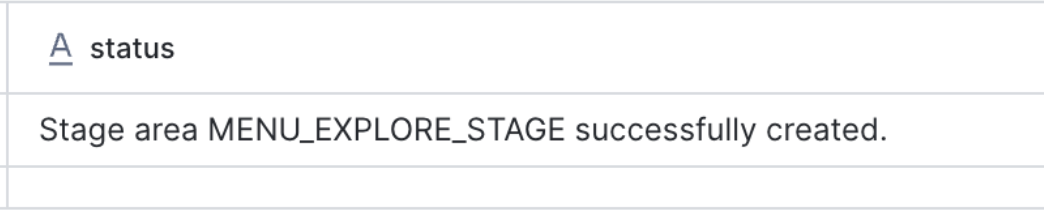 A status
Stage area MENU_EXPLORE_STAGE successfully created.